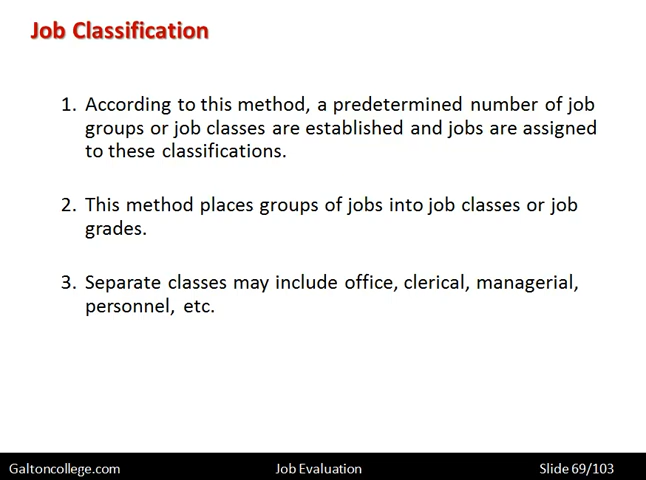 Job Classification
1. According to this method, a predetermined number of job
groups or job classes are established and jobs are assigned
to these classifications.
2. This method places groups of jobs into job classes or job
grades.
3. Separate classes may include office, clerical, managerial,
personnel, etc.
Galtoncollege.com Job Evaluation Slide 69/103